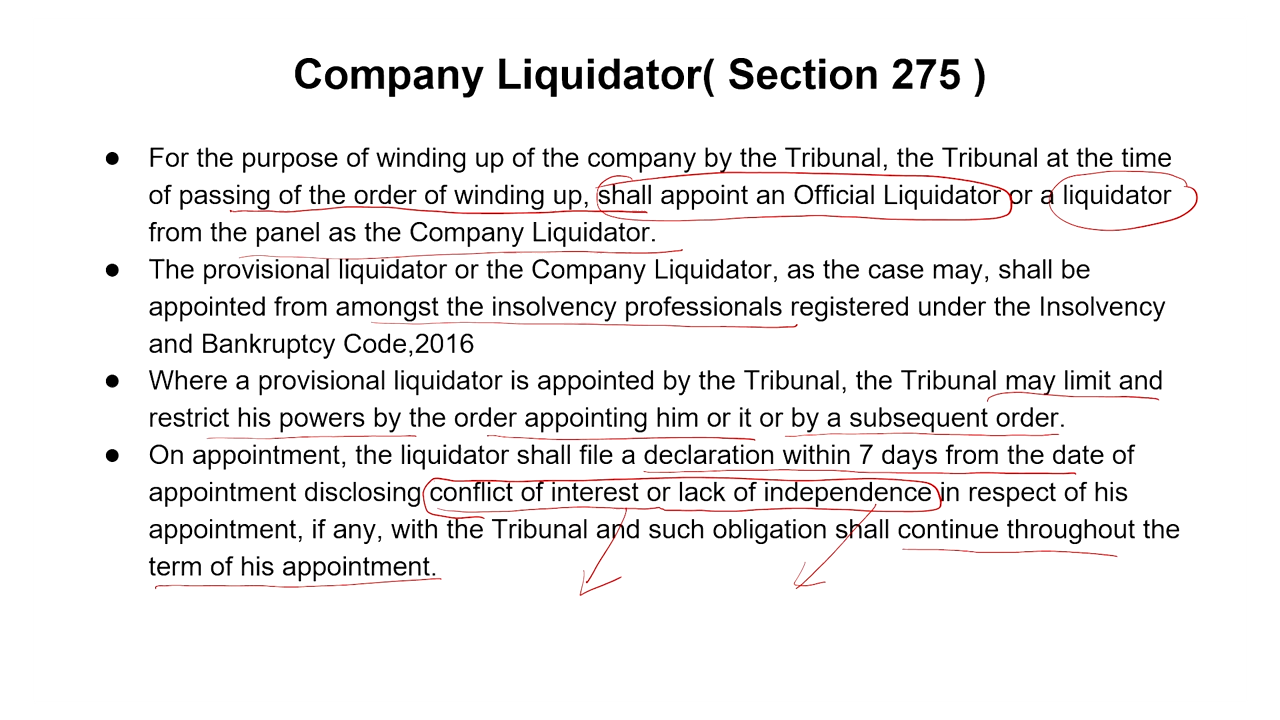 Company Liquidator( Section 275 )
● For the purpose of winding up of the company by the Tribunal, the Tribunal at the time
of passing of the order of winding up, shall appoint an Official Liquidator or a liquidator
from the panel as the Company Liquidator.
● The provisional liquidator or the Company Liquidator, as the case may, shall be
appointed from amongst the insolvency professionals registered under the Insolvency
and Bankruptcy Code,2016
● Where a provisional liquidator is appointed by the Tribunal, the Tribunal may limit and
restrict his powers by the order appointing him or it or by a subsequent order.
● On appointment, the liquidator shall file a declaration within 7 days from the date of
appointment disclosing conflict of interest or lack of independence in respect of his
appointment, if any, with the Tribunal and such obligation shall continue throughout the
term of his appointment.